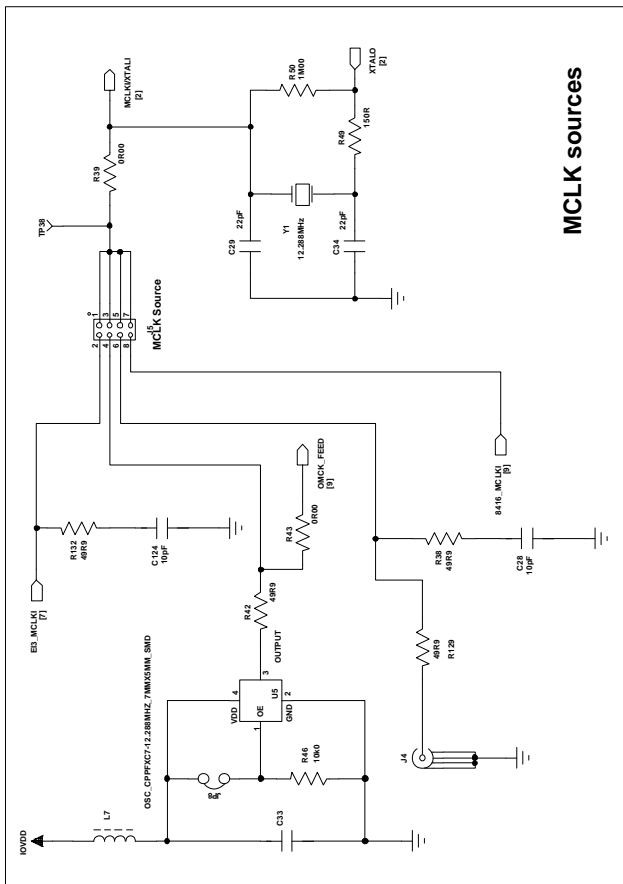 MCLK sources
IOVDD
L7
C33
OSC_CPPFXC7-12.288MHZ_7MMX5MM_SMD
R46
10k0
1
OE
4
VDD
GND
2
U5
3
OUTPUT
R42
49R9
R43
0R00
OMCK_FEED
[9]
EI3_MCLKI
[7]
R132
49R9
C124
10pF
J4
49R9
R129
R38
49R9
C28
10pF
8416_MCLKI
[9]
2
4
6
8
1
3
5
7
J5
MCLK Source
TP38
R39
0R00
MCLKI/XTALI
[2]
C29
22pF
C34
22pF
Y1
12.288MHz
R50
1M00
R49
150R
XTALO
[2]